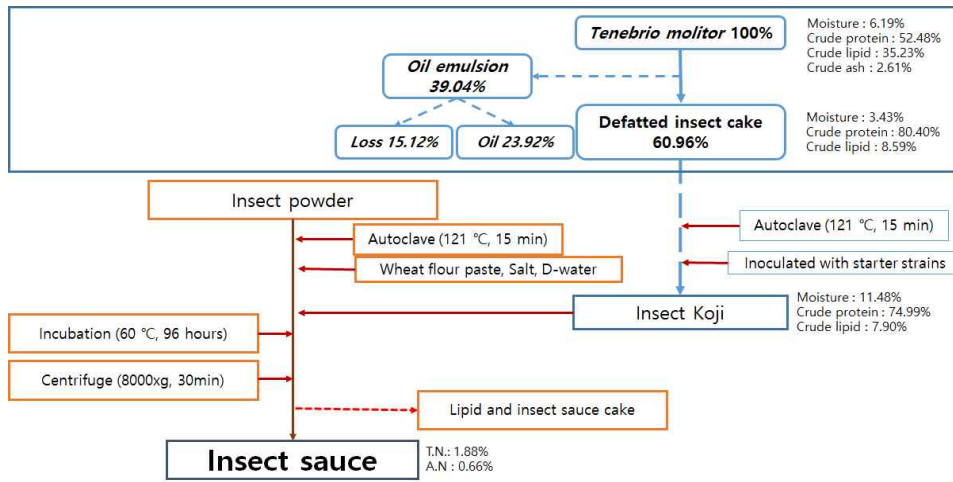 Tenebrio molitor 100%
Moisture : 6.19%
Crude protein : 52.48%
Crude lipid : 35.23%
Crude ash : 2.61%
Oil emulsion
39.04%
Loss 15.12%
Oil 23.92%
Defatted insect cake
60.96%
Moisture : 3.43%
Crude protein : 80.40%
Crude lipid : 8.59%
Insect powder
Autoclave (121 ℃, 15 min)
Autoclave (121 ℃, 15 min)
Wheat flour paste, Salt, D-water
Inoculated with starter strains
Insect Koji
Moisture : 11.48%
Crude protein : 74.99%
Crude lipid : 7.90%
Incubation (60 ℃, 96 hours)
Centrifuge (8000xg, 30min)
Lipid and insect sauce cake
Insect sauce
T.N.: 1.88%
A.N : 0.66%